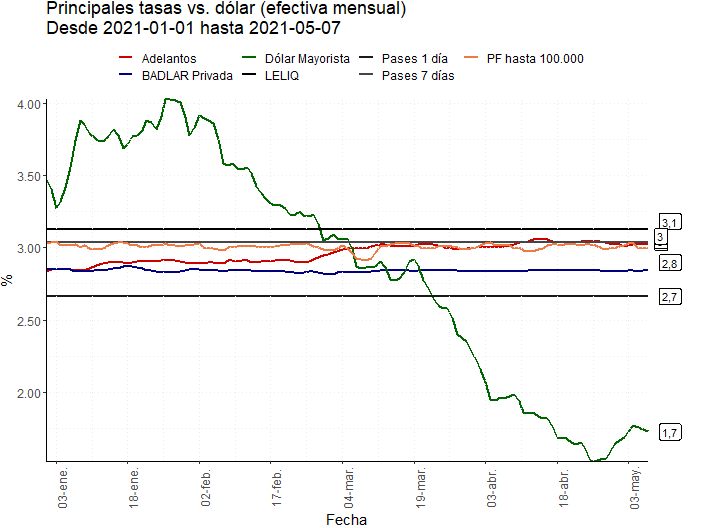 Principales tasas vs. dólar (efectiva mensual)
Desde 2021-01-01 hasta 2021-05-07
Adelantos Dólar Mayorista Pases 1 día PF hasta 100.000
BADLAR Privada LELIQ Pases 7 días
4.00
3.50
3.00
2.50
2.00
%
3,1
3
2,8
2,7
1,7
03-ene.
18-ene.
02-feb.
17-feb.
04-mar.
19-mar.
03-abr.
18-abr.
03-may.
Fecha